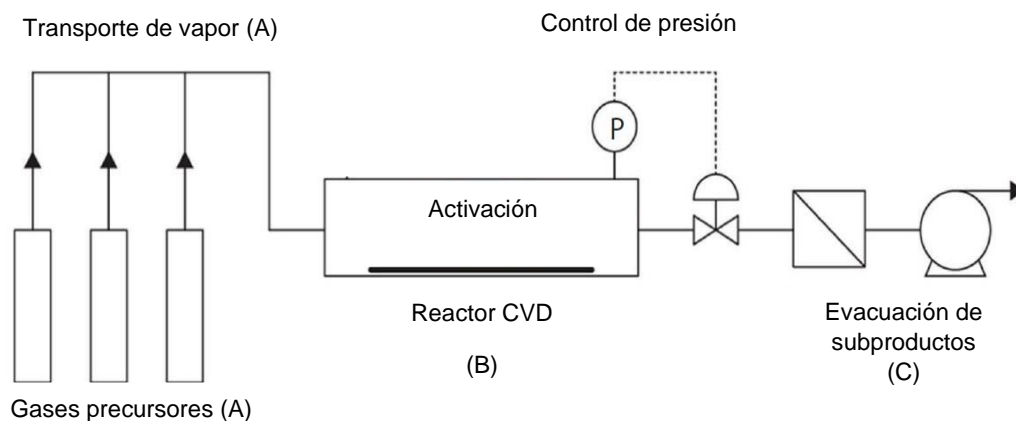 Transporte de vapor (A)
Control de presión
P
Activación
Reactor CVD
(B)
Evacuación de
subproductos
(C)
Gases precursores (A)